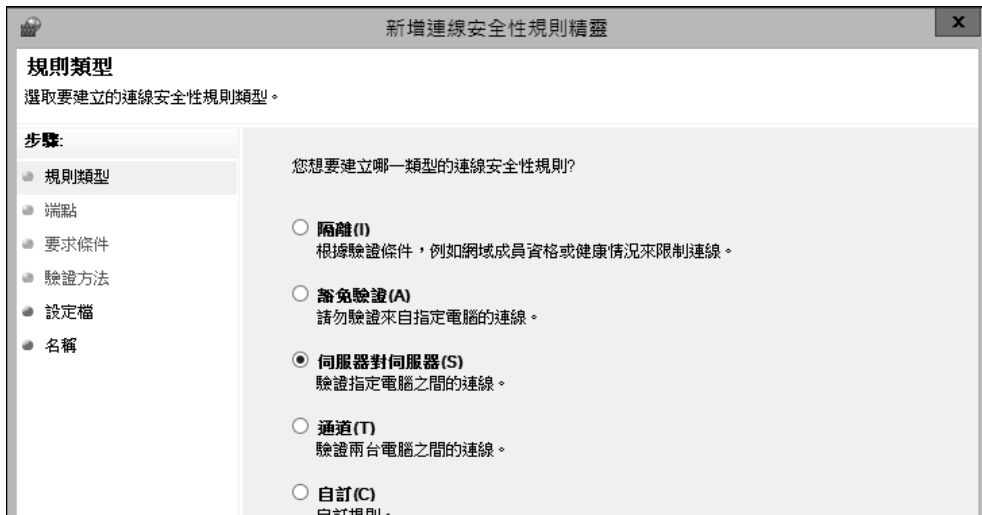 新增連線安全性規則精靈
x
規則類型
選取要建立的連線安全性規則類型。
步驟:
規則類型
端點
要求條件
驗證方法
設定檔
名稱
您想要建立哪一類型的連線安全性規則?
隔離(I)
根據驗證條件，例如網域成員資格或健康情況來限制連線。
豁免驗證(A)
請勿驗證來自指定電腦的連線。
伺服器對伺服器(S)
驗證指定電腦之間的連線。
通道(T)
驗證兩台電腦之間的連線。
自訂(C)
自訂規則。